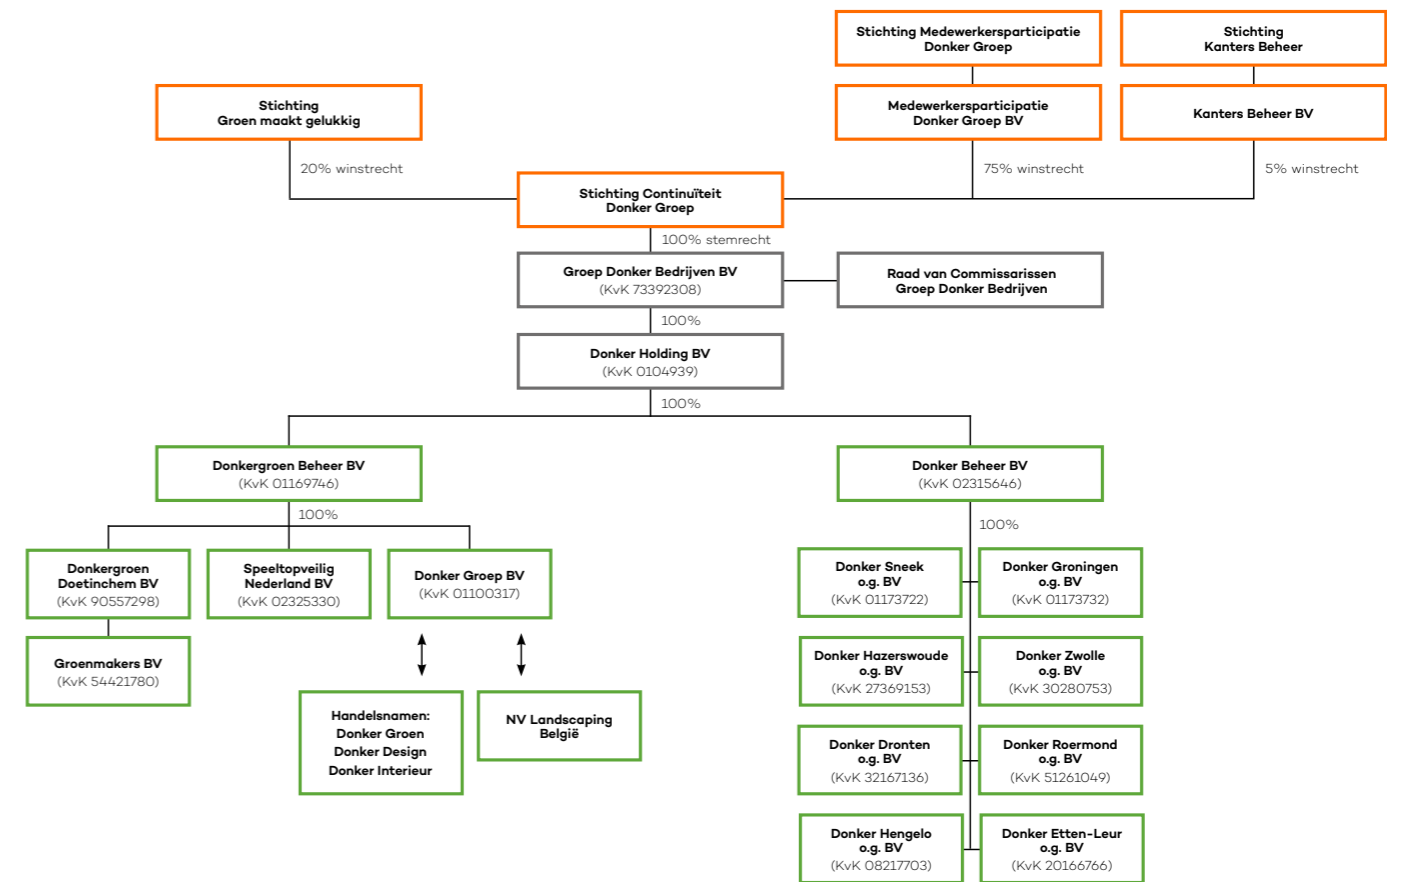 Stichting Medewerkersparticipatie
Donker Groep
Stichting
Kanters Beheer
Stichting
Groen maakt gelukkig
Medewerkersparticipatie
Donker Groep BV
Kanters Beheer BV
20% winstrecht
75% winstrecht
5% winstrecht
Stichting Continuïteit
Donker Groep
100% stemrecht
Groep Donker Bedrijven BV
(KvK 73392308)
Raad van Commissarissen
Groep Donker Bedrijven
100%
Donker Holding BV
(KvK 0104939)
100%
Donkergroen Beheer BV
(KvK 01169746)
Donker Beheer BV
(KvK 02315646)
100%
100%
Donkergroen
Doetinchem BV
(KvK 90557298)
Speeltopveilig
Nederland BV
(KvK 02325330)
Donker Groep BV
(KvK 01100317)
Donker Sneek
o.g. BV
(KvK 01173722)
Donker Groningen
o.g. BV
(KvK 01173732)
Groenmakers BV
(KvK 54421780)
Donker Hazerswoude
o.g. BV
(KvK 27369153)
Donker Zwolle
o.g. BV
(KvK 30280753)
Handelsnamen:
Donker Groen
Donker Design
Donker Interieur
NV Landscaping
België
Donker Dronten
o.g. BV
(KvK 32167136)
Donker Roermond
o.g. BV
(KvK 51261049)
Donker Hengelo
o.g. BV
(KvK 08217703)
Donker Etten-Leur
o.g. BV
(KvK 20166766)